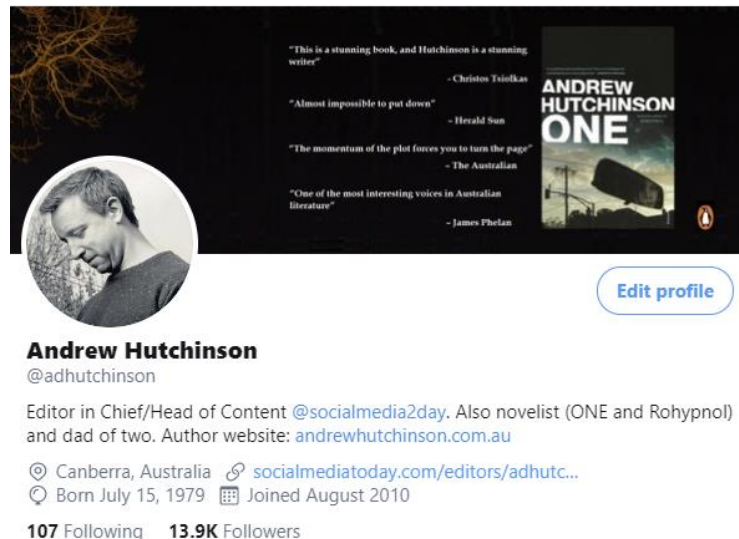 "This is a stunning book, and Hutchinson is a stunning
writer"
- Christos Tsiolkas
"Almost impossible to put down"
- Herald Sun
"The momentum of the plot forces you to turn the page"
- The Australian
"One of the most interesting voices in Australian
literature"
- James Phelan
ANDREW
HUTCHINSON
ONE
Edit profile
Andrew Hutchinson
@adhutchinson
Editor in Chief/Head of Content @socialmedia2day. Also novelist (ONE and Rohypnol)
and dad of two. Author website: andrewhutchinson.com.au
Canberra, Australia socialmediatoday.com/editors/adhutc...
Born July 15, 1979 Joined August 2010
107 Following 13.9K Followers